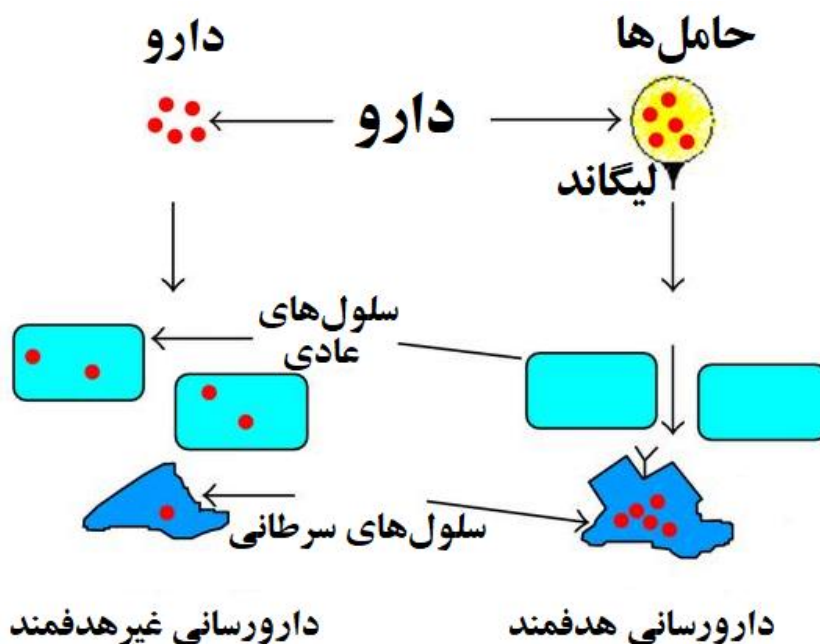 حامل‌ها
دارو
دارو
لیگاند
سلول‌های
عادی
سلول‌های سرطانی
دارورسانی هدفمند
دارورسانی غیرهدفمند